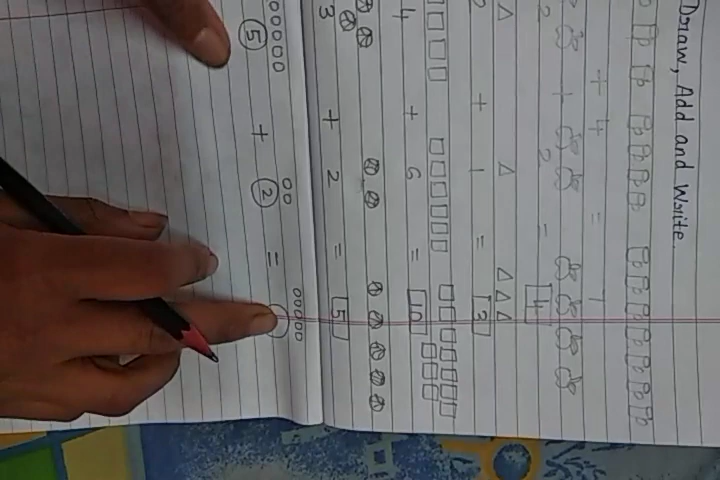 Draw, Add and Write.
+ 4 = 7
2 + 2 = 4
2 + 1 = 3
4 + 6 = 10
3 + 2 = 5
5 + 2 =